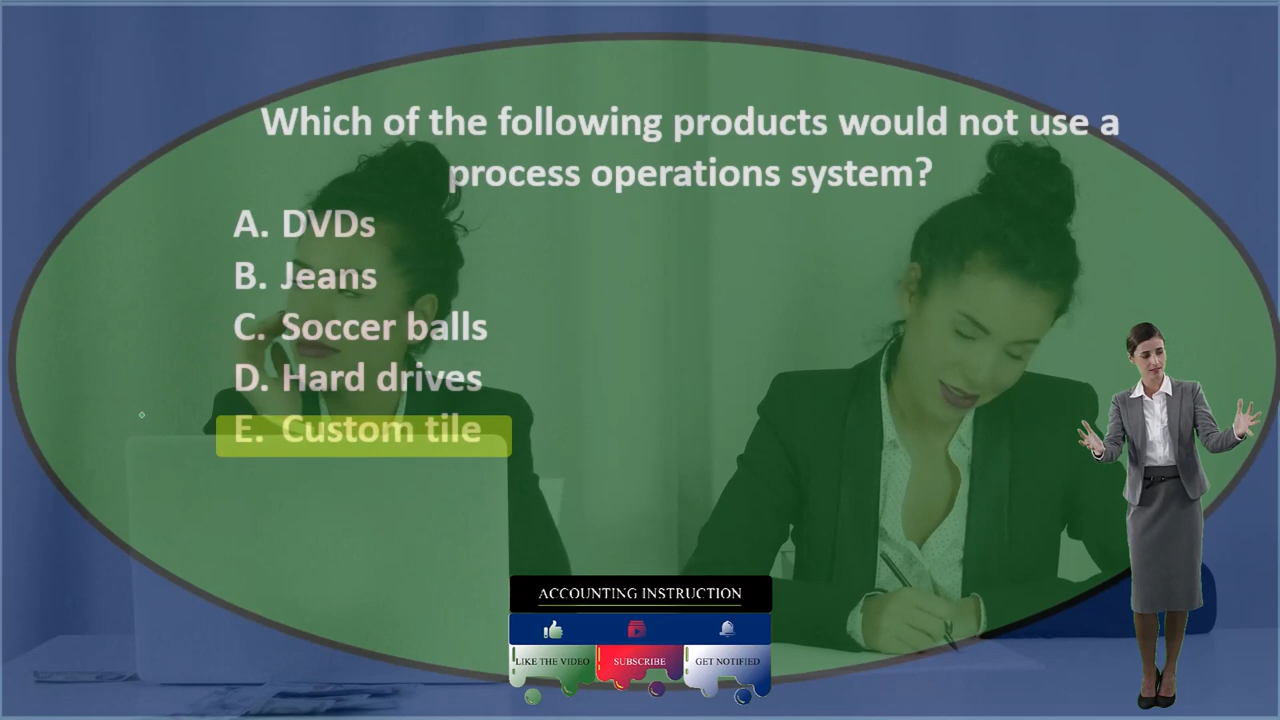 Which of the following products would not use a
process operations system?
A. DVDs
B. Jeans
C. Soccer balls
D. Hard drives
E. Custom tile
ACCOUNTING INSTRUCTION
LIKE THE VIDEO
SUBSCRIBE
GET NOTIFIED